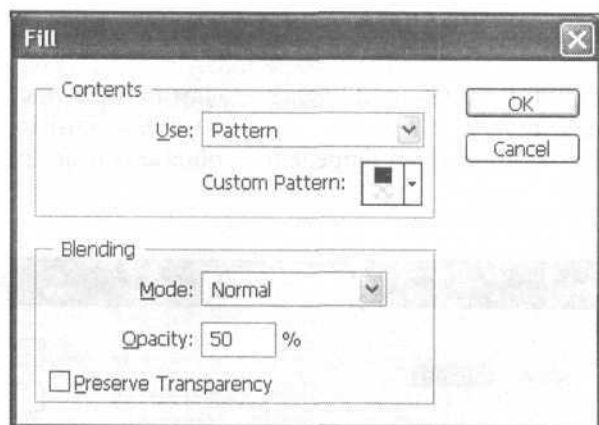 Fill
Contents
OK
Use: Pattern
Cancel
Custom Pattern:
Blending
Mode: Normal
Opacity: 50 %
Preserve Transparency